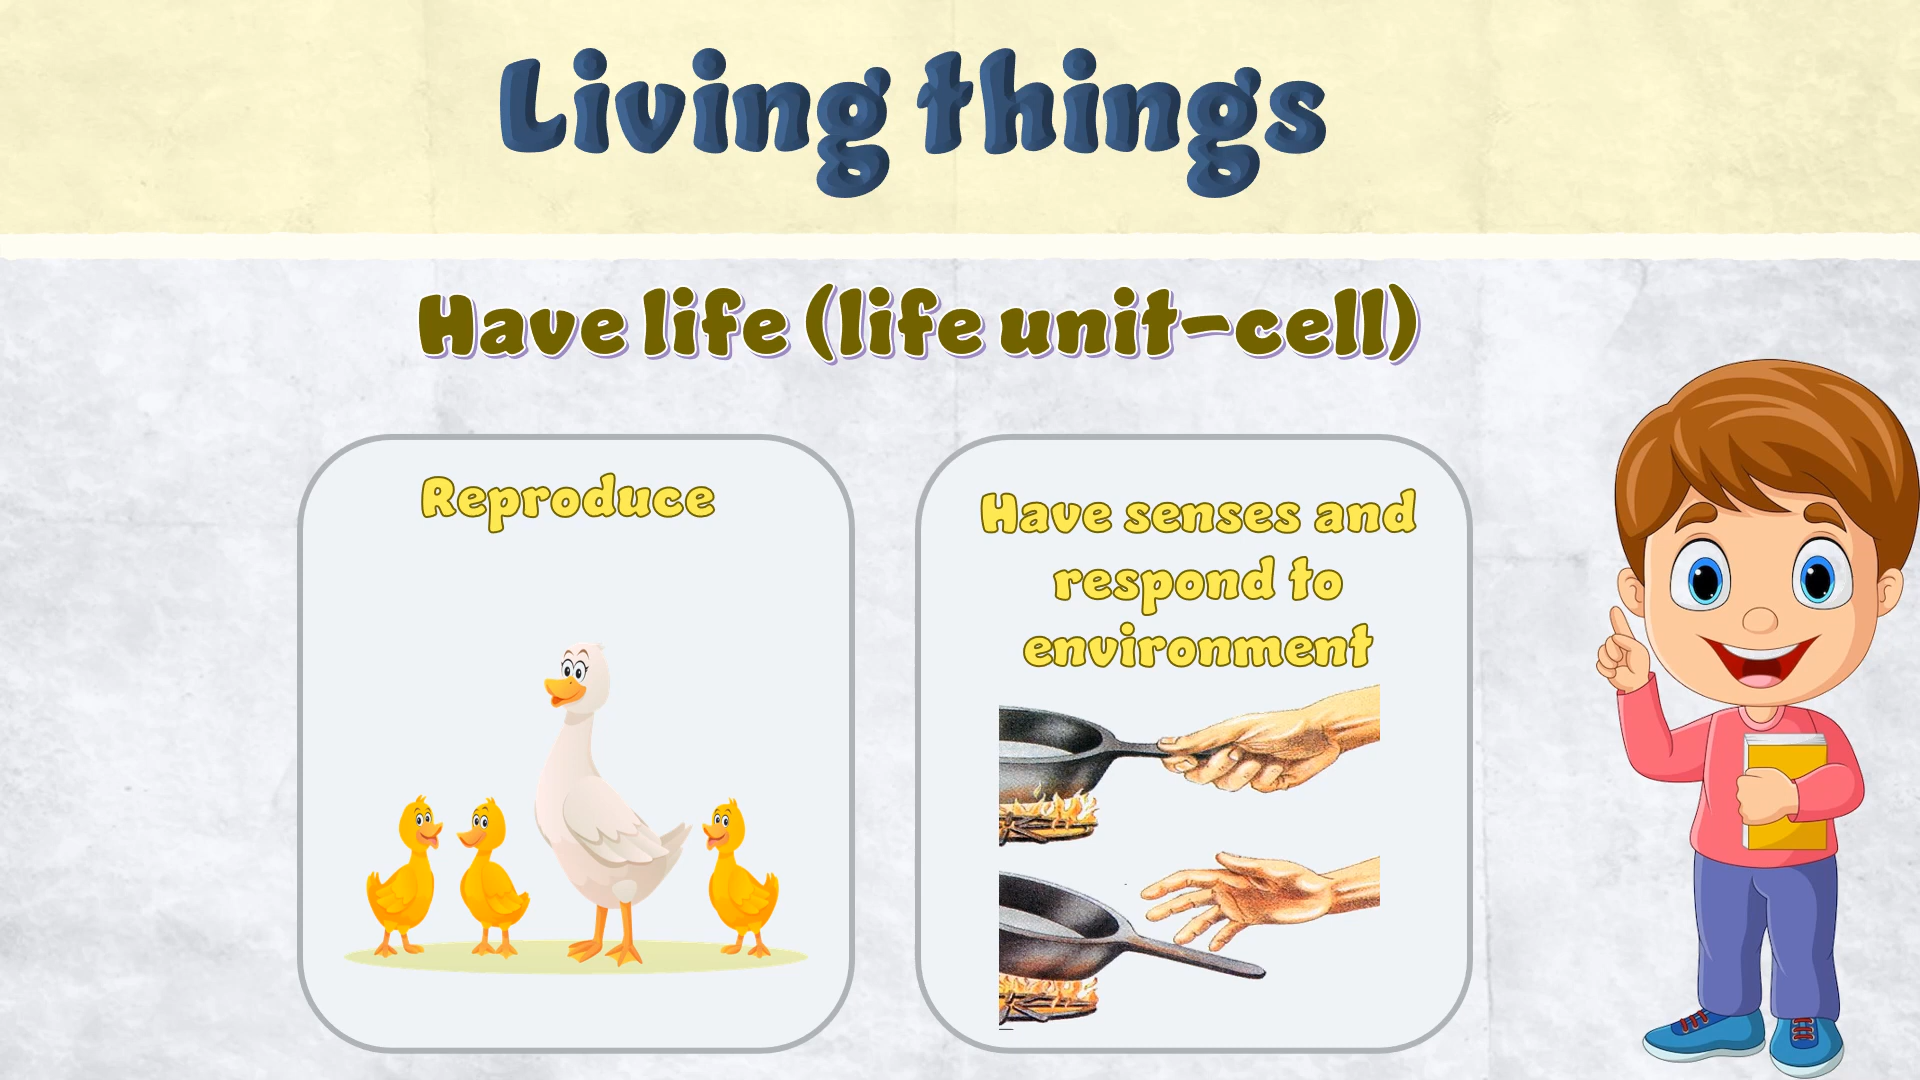 Living things
Have life (life unit-cell)
Reproduce
Have senses and
respond to
environment